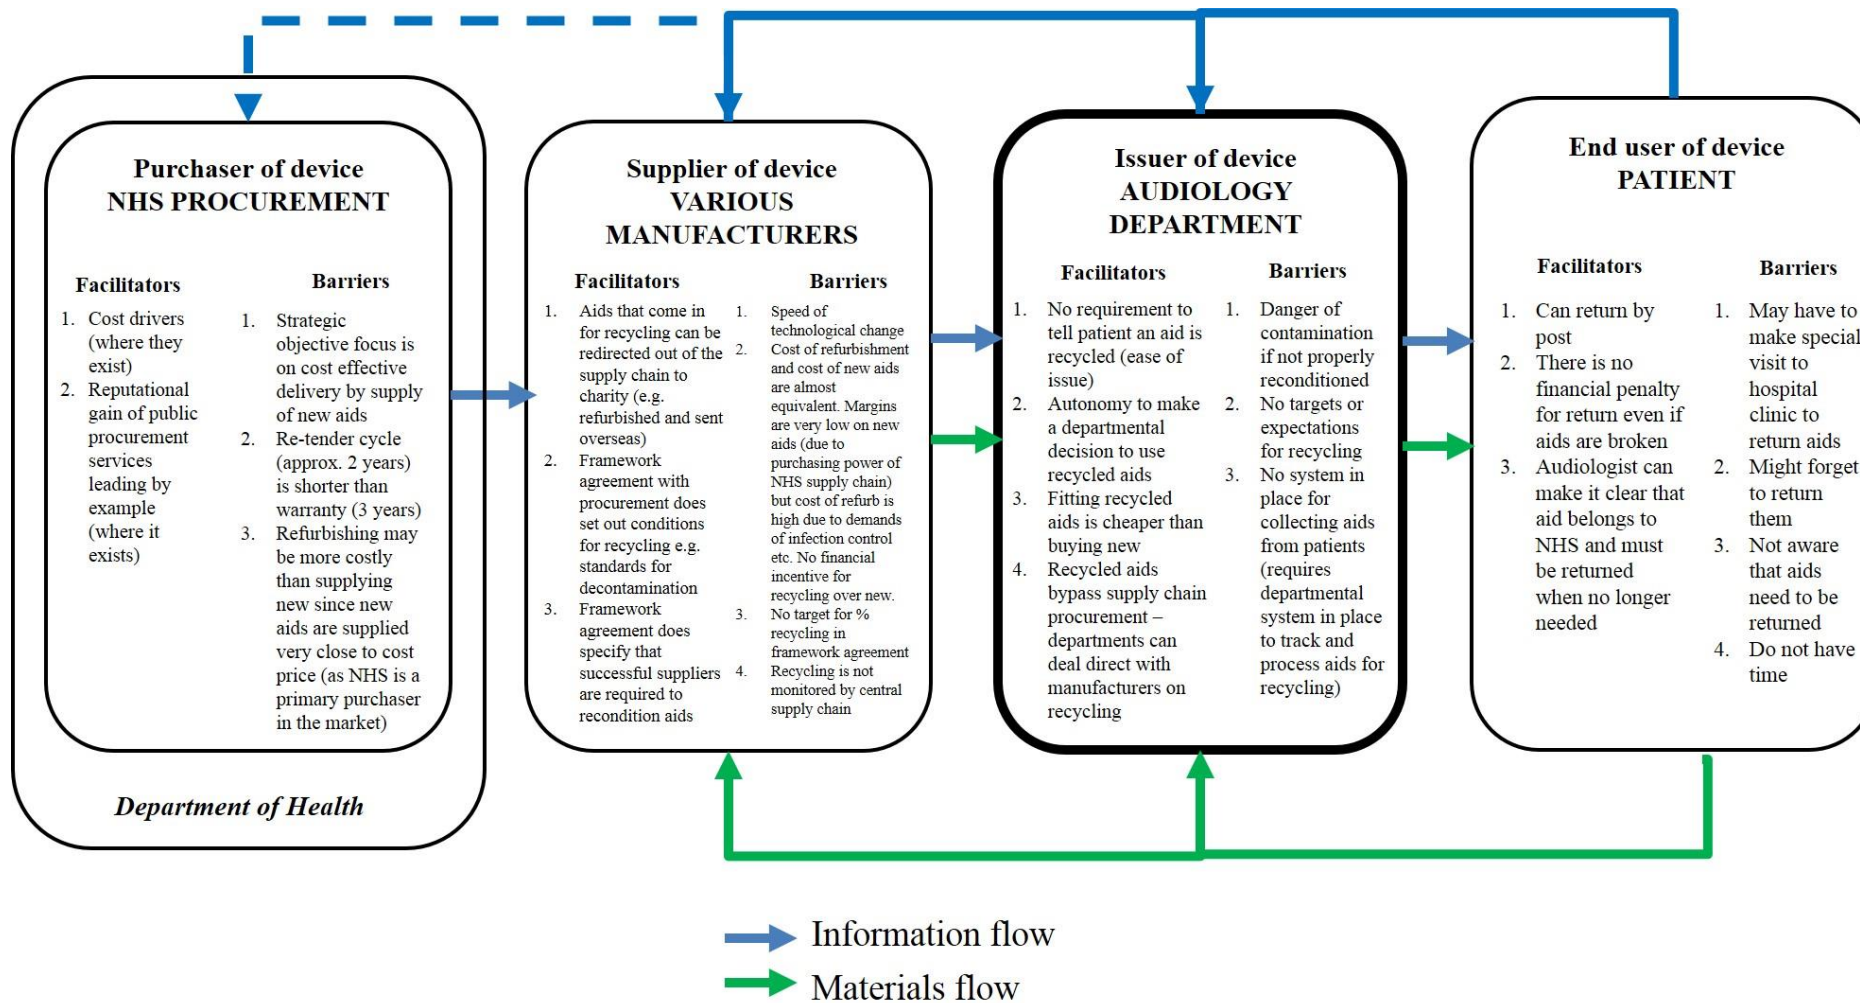 Purchaser of device
NHS PROCUREMENT
Facilitators
1. Cost drivers
(where they
exist)
2. Reputational
gain of public
procurement
services
leading by
example
(where it
exists)
Barriers
1. Strategic
objective focus is
on cost effective
delivery by supply
of new aids
2. Re-tender cycle
(approx. 2 years)
is shorter than
warranty (3 years)
3. Refurbishing may
be more costly
than supplying
new since new
aids are supplied
very close to cost
price (as NHS is a
primary purchaser
in the market)
Department of Health
Supplier of device
VARIOUS
MANUFACTURERS
Facilitators
1. Aids that come in
for recycling can be
redirected out of the
supply chain to
charity (e.g.
refurbished and sent
overseas)
2. Framework
agreement with
procurement does
set out conditions
for recycling e.g.
standards for
decontamination
3. Framework
agreement does
specify that
successful suppliers
are required to
recondition aids
Barriers
1. Speed of
technological change
2. Cost of refurbishment
and cost of new aids
are almost
equivalent. Margins
are very low on new
aids (due to
purchasing power of
NHS supply chain)
but cost of refurb is
high due to demands
of infection control
etc. No financial
incentive for
recycling over new.
3. No target for %
recycling in
framework agreement
4. Recycling is not
monitored by central
supply chain
Issuer of device
AUDIOLOGY
DEPARTMENT
Facilitators
1. No requirement to
tell patient an aid is
recycled (ease of
issue)
2. Autonomy to make
a departmental
decision to use
recycled aids
3. Fitting recycled
aids is cheaper than
buying new
4. Recycled aids
bypass supply chain
procurement –
departments can
deal direct with
manufacturers on
recycling
Barriers
1. Danger of
contamination
if not properly
reconditioned
2. No targets or
expectations
for recycling
3. No system in
place for
collecting aids
from patients
(requires
departmental
system in place
to track and
process aids for
recycling)
End user of device
PATIENT
Facilitators
1. Can return by
post
2. There is no
financial penalty
for return even if
aids are broken
3. Audiologist can
make it clear that
aid belongs to
NHS and must
be returned
when no longer
needed
Barriers
1. May have to
make special
visit to
hospital
clinic to
return aids
2. Might forget
to return
them
3. Not aware
that aids
need to be
returned
4. Do not have
time
Information flow
Materials flow